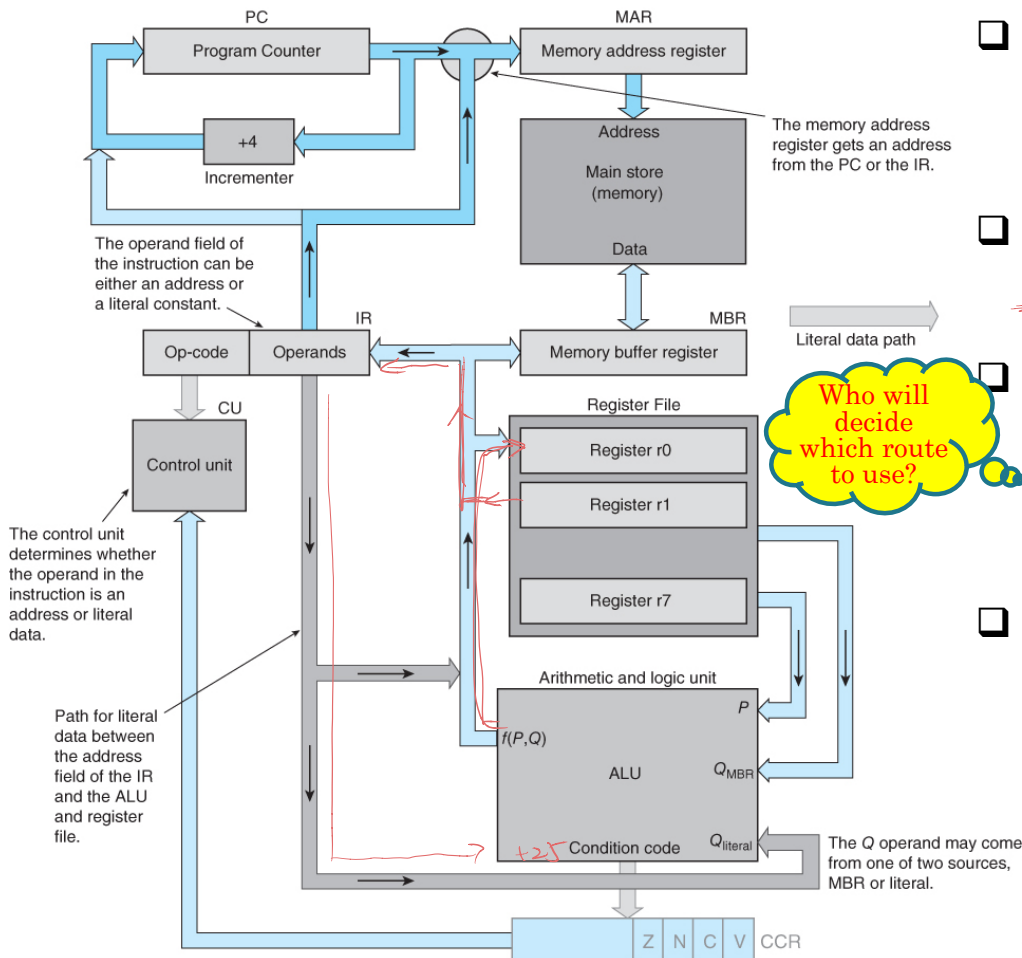 PC
MAR
Program Counter
Memory address register
+4
Incrementer
Address
Main store
(memory)
Data
The memory address
register gets an address
from the PC or the IR.
The operand field of
the instruction can be
either an address or
a literal constant.
IR
MBR
Op-code
Operands
Memory buffer register
Literal data path
CU
Control unit
Register File
Register r0
Register r1
Register r7
Who will
decide
which route
to use?
The control unit
determines whether
the operand in the
instruction is an
address or literal
data.
Arithmetic and logic unit
P
f(P,Q)
ALU
QMBR
Path for literal
data between
the address
field of the IR
and the ALU
and register
file.
Qliteral
+25
Condition code
The Q operand may come
from one of two sources,
MBR or literal.
Z N C V CCR